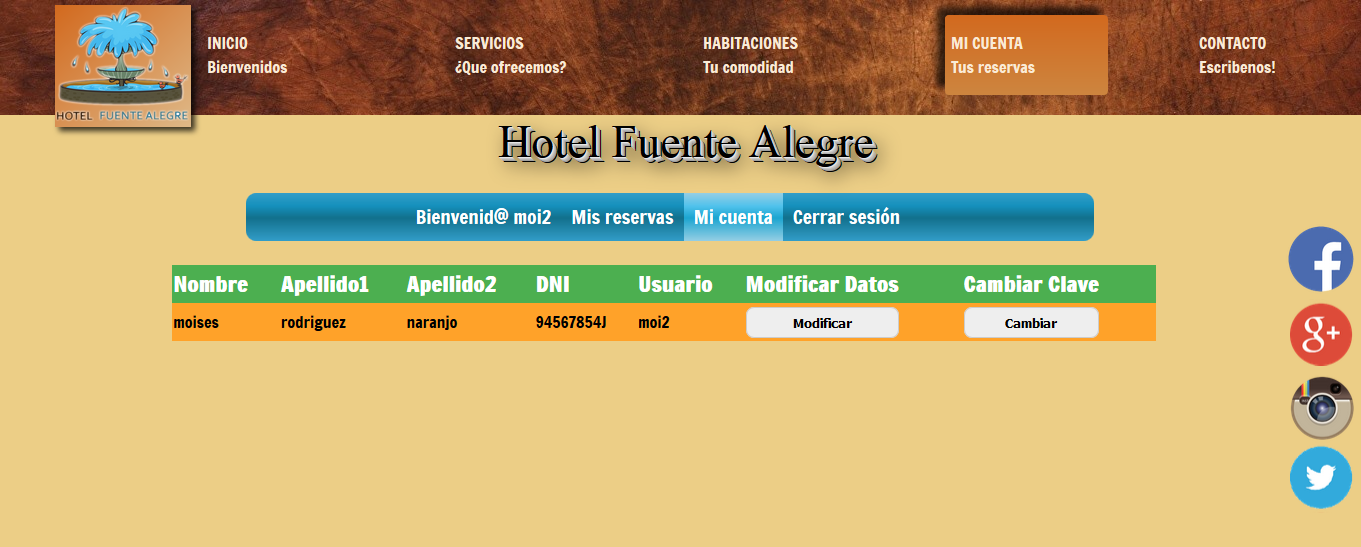 INICIO
Bienvenidos
SERVICIOS
¿Que ofrecemos?
HABITACIONES
Tu comodidad
MI CUENTA
Tus reservas
CONTACTO
Escribenos!
HOTEL FUENTE ALEGRE
Hotel Fuente Alegre
Bienvenid@ moi2 Mis reservas Mi cuenta Cerrar sesión
Nombre Apellido1 Apellido2 DNI Usuario Modificar Datos Cambiar Clave
moises rodriguez naranjo 94567854J moi2 Modificar Cambiar
f
g+